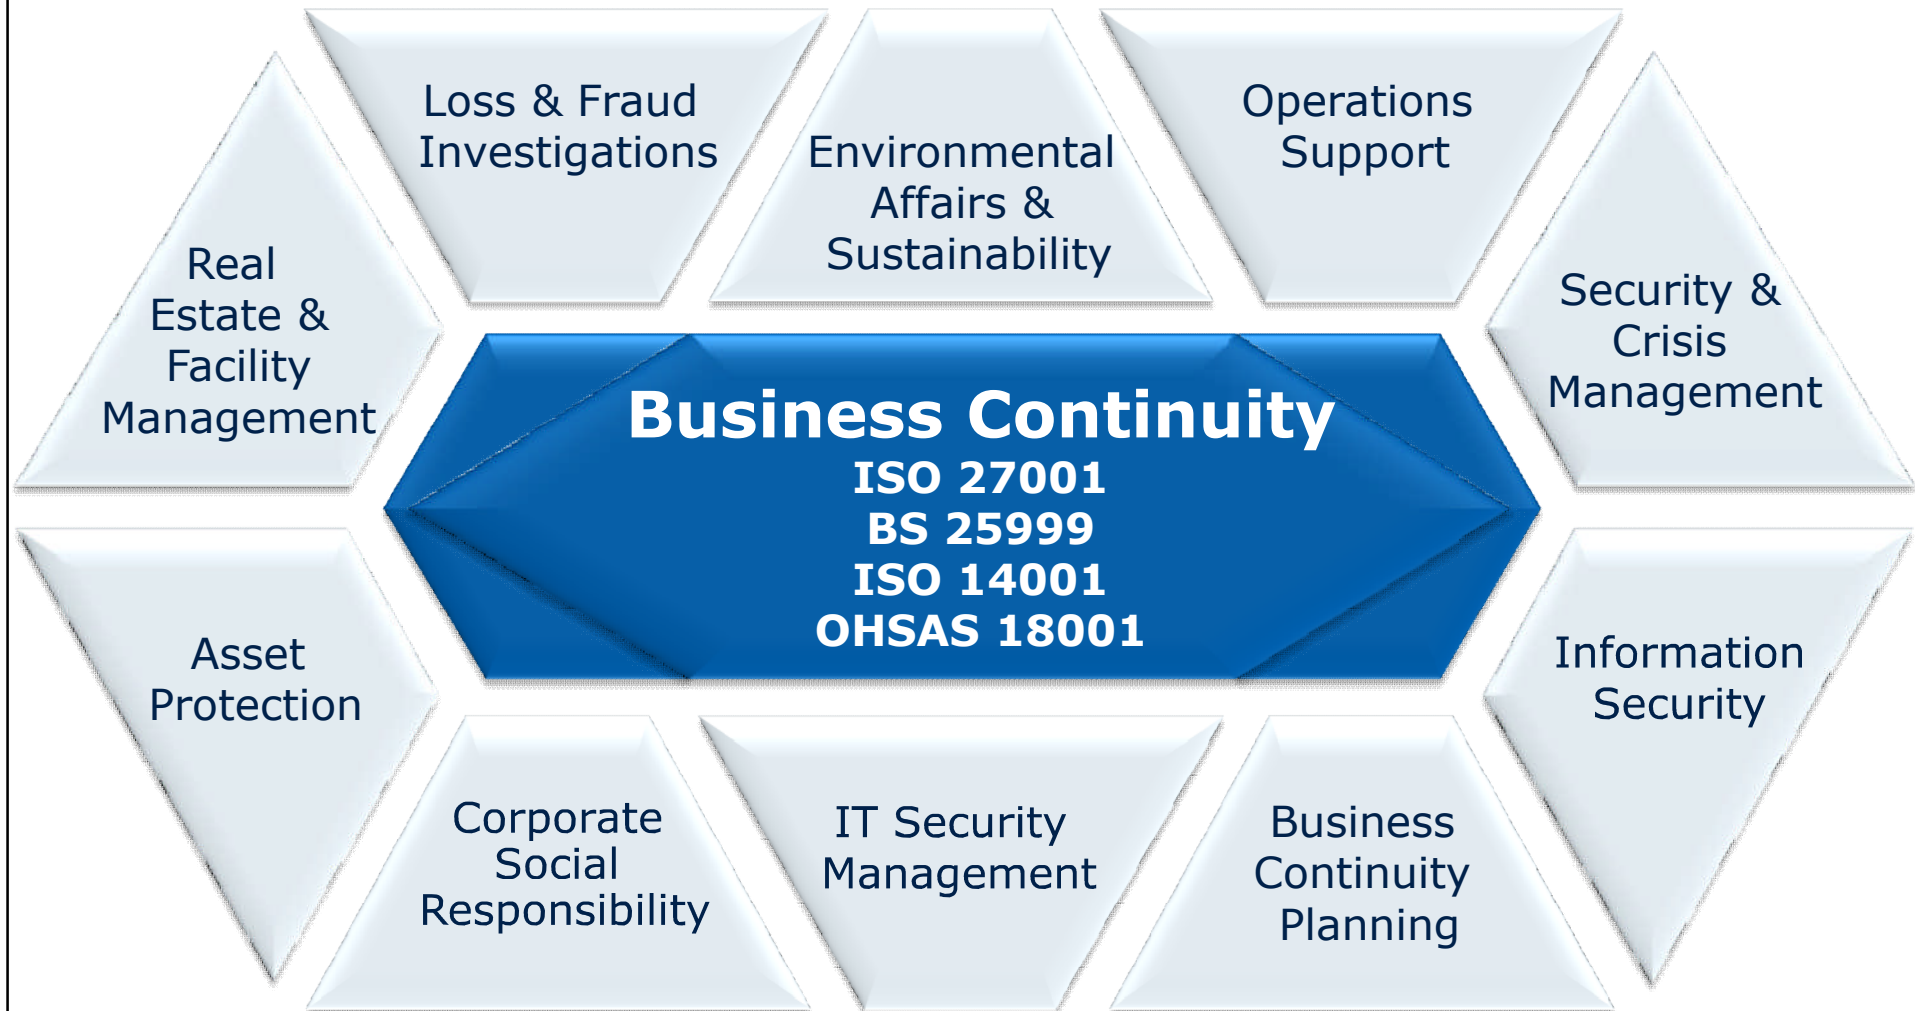 Loss & Fraud
Investigations
Environmental
Affairs &
Sustainability
Operations
Support
Real
Estate &
Facility
Management
Security &
Crisis
Management
Business Continuity
ISO 27001
BS 25999
ISO 14001
OHSAS 18001
Asset
Protection
Information
Security
Corporate
Social
Responsibility
IT Security
Management
Business
Continuity
Planning